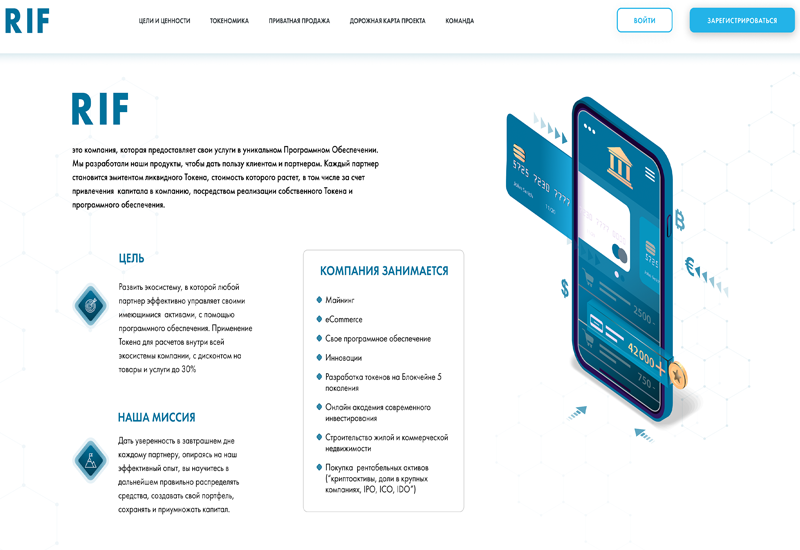 RIF
ЦЕЛИ И ЦЕННОСТИ
ТОКЕНОМИКА
ПРИВАТНАЯ ПРОДАЖА
ДОРОЖНАЯ КАРТА ПРОЕКТА
КОМАНДА
ВОЙТИ
ЗАРЕГИСТРИРОВАТЬСЯ
RIF
это компания, которая предоставляет свои услуги в уникальном Программном Обеспечении.
Мы разработали наши продукты, чтобы дать пользу клиентам и партнерам. Каждый партнер
становится эмитентом ликвидного Токена, стоимость которого растет, в том числе за счет
привлечения капитала в компанию, посредством реализации собственного Токена и
программного обеспечения.
ЦЕЛЬ
Развить экосистему, в которой любой
партнер эффективно управляет своими
имеющимися активами, с помощью
программного обеспечения. Применение
Токена для расчетов внутри всей
экосистемы компании, с дисконтом на
товары и услуги до 30%
НАША МИССИЯ
Дать уверенность в завтрашнем дне
каждому партнеру, опираясь на наш
эффективный опыт, вы научитесь в
дальнейшем правильно распределять
средства, создавать свой портфель,
сохранять и приумножать капитал.
КОМПАНИЯ ЗАНИМАЕТСЯ
Майнинг
eCommerce
Свое программное обеспечение
Инновации
Разработка токенов на Блокчейне 5
поколения
Онлайн академия современного
инвестирования
Строительство жилой и коммерческой
недвижимости
Покупка рентабельных активов
("криптоактивы, доли в крупных
компаниях, IPO, ICO, IDO")
5725 7230 7777
John Smith
5725
$
€
2500 -
42000+
750 -